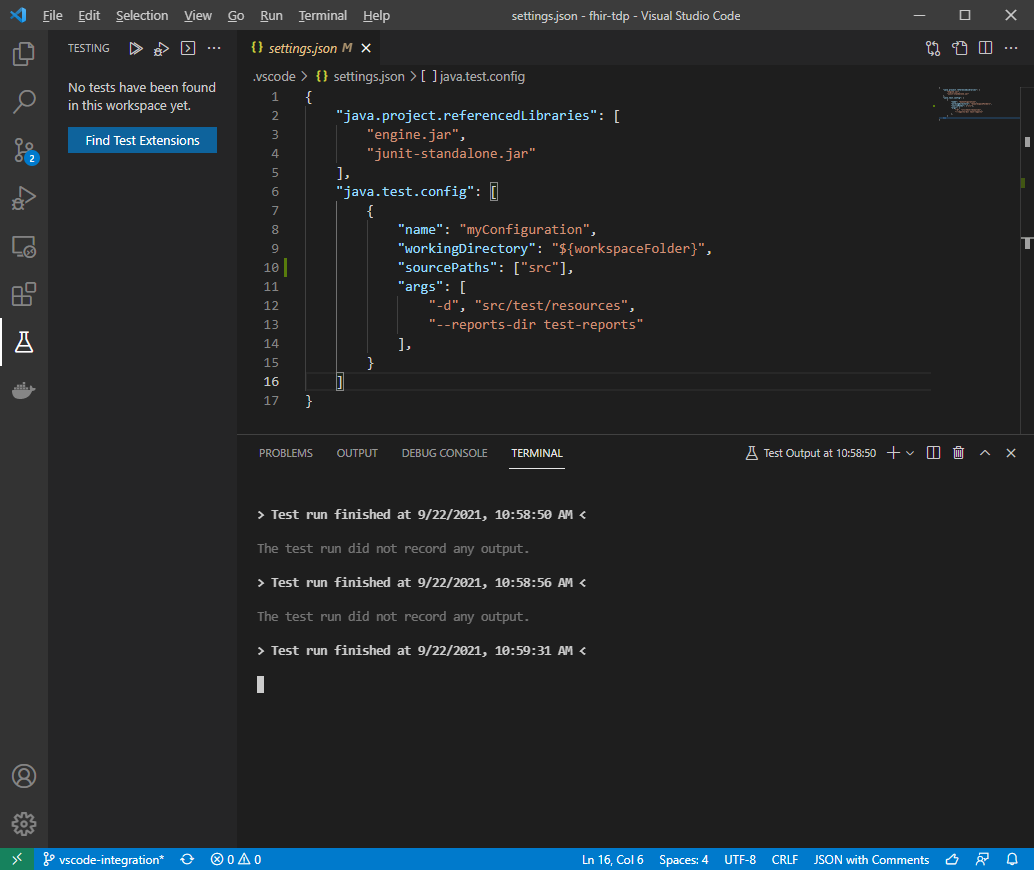 File Edit Selection View Go Run Terminal Help settings.json - fhir-tdp - Visual Studio Code
TESTING
No tests have been found
in this workspace yet.
Find Test Extensions
2
{} settings.json M
.vscode > {} settings.json > [ ] java.test.config
1 {
2 "java.project.referencedLibraries": [
3 "engine.jar",
4 "junit-standalone.jar"
5 ],
6 "java.test.config": [
7 {
8 "name": "myConfiguration",
9 "workingDirectory": "${workspaceFolder}",
10 "sourcePaths": ["src"],
11 "args": [
12 "-d", "src/test/resources",
13 "--reports-dir test-reports"
14 ],
15 }
16 ]
17 }
PROBLEMS OUTPUT DEBUG CONSOLE TERMINAL Test Output at 10:58:50
> Test run finished at 9/22/2021, 10:58:50 AM <
The test run did not record any output.
> Test run finished at 9/22/2021, 10:58:56 AM <
The test run did not record any output.
> Test run finished at 9/22/2021, 10:59:31 AM <
vscode-integration* 0 0 Ln 16, Col 6 Spaces: 4 UTF-8 CRLF JSON with Comments